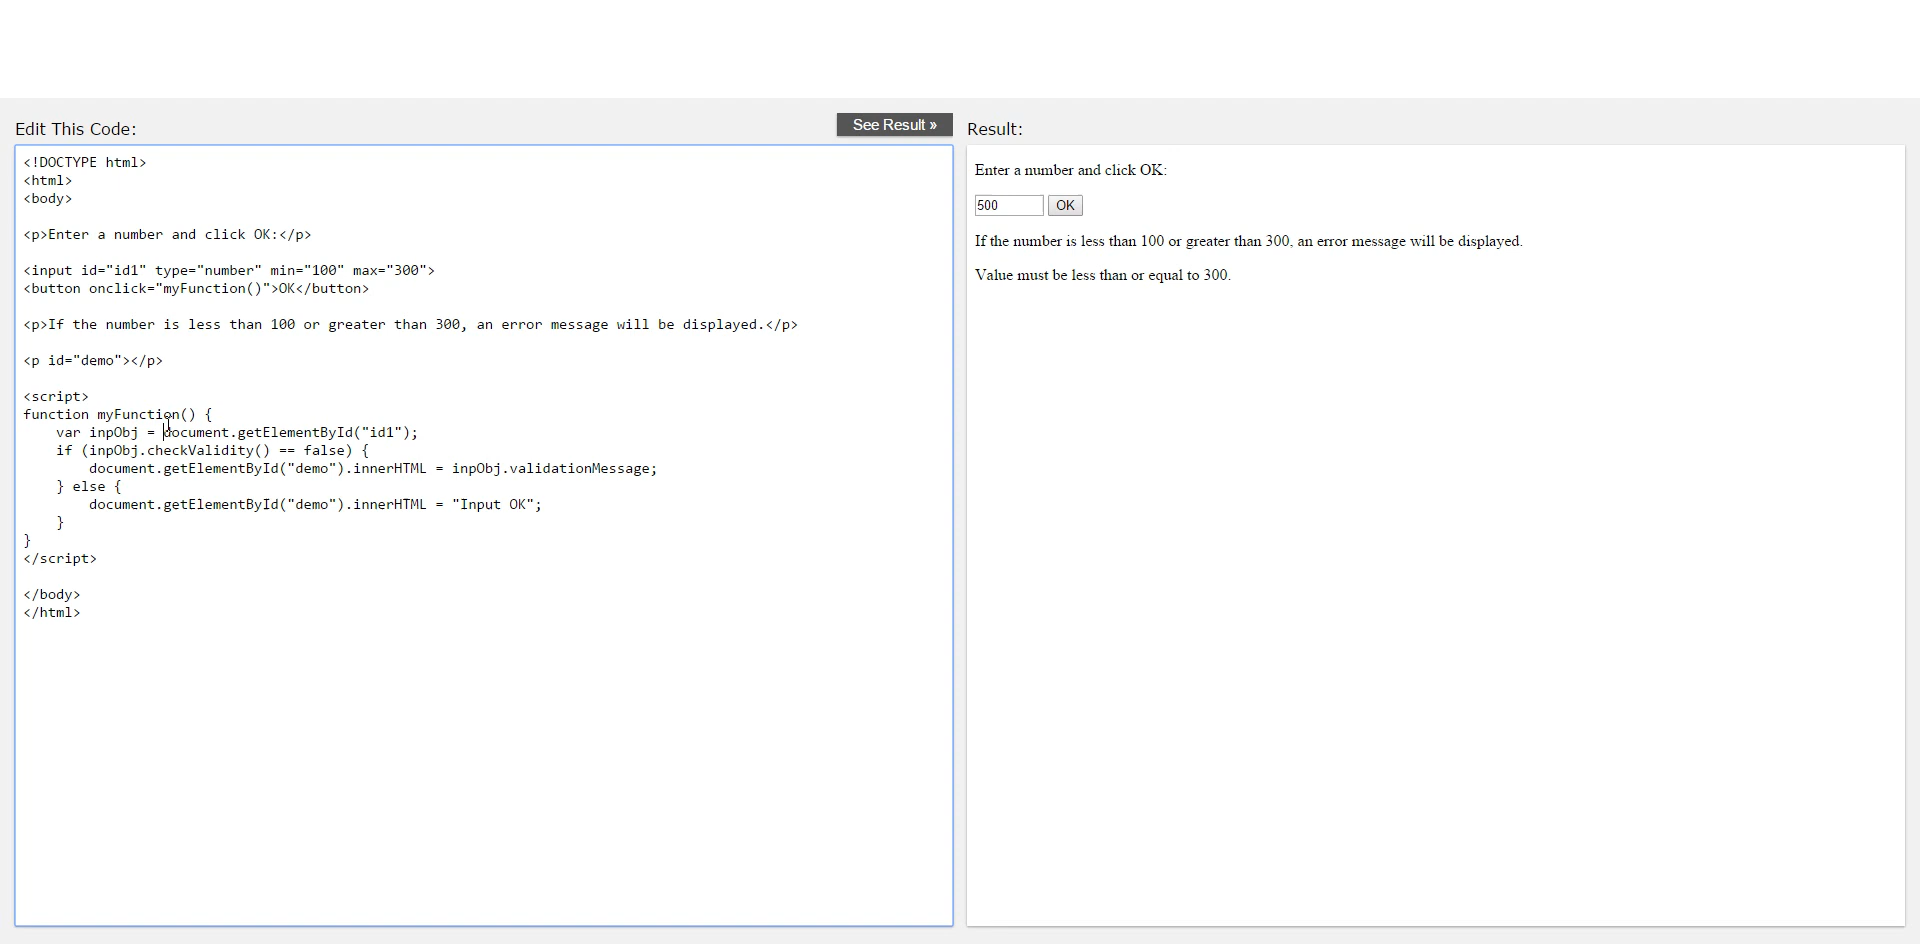 Edit This Code:
See Result »
<!DOCTYPE html>
<html>
<body>
<p>Enter a number and click OK:</p>
<input id="id1" type="number" min="100" max="300">
<button onclick="myFunction()">OK</button>
<p>If the number is less than 100 or greater than 300, an error message will be displayed.</p>
<p id="demo"></p>
<script>
function myFunction() {
    var inpObj = document.getElementById("id1");
    if (inpObj.checkValidity() == false) {
        document.getElementById("demo").innerHTML = inpObj.validationMessage;
    } else {
        document.getElementById("demo").innerHTML = "Input OK";
    }
}
</script>
</body>
</html>
Result:
Enter a number and click OK:
500 OK
If the number is less than 100 or greater than 300, an error message will be displayed.
Value must be less than or equal to 300.